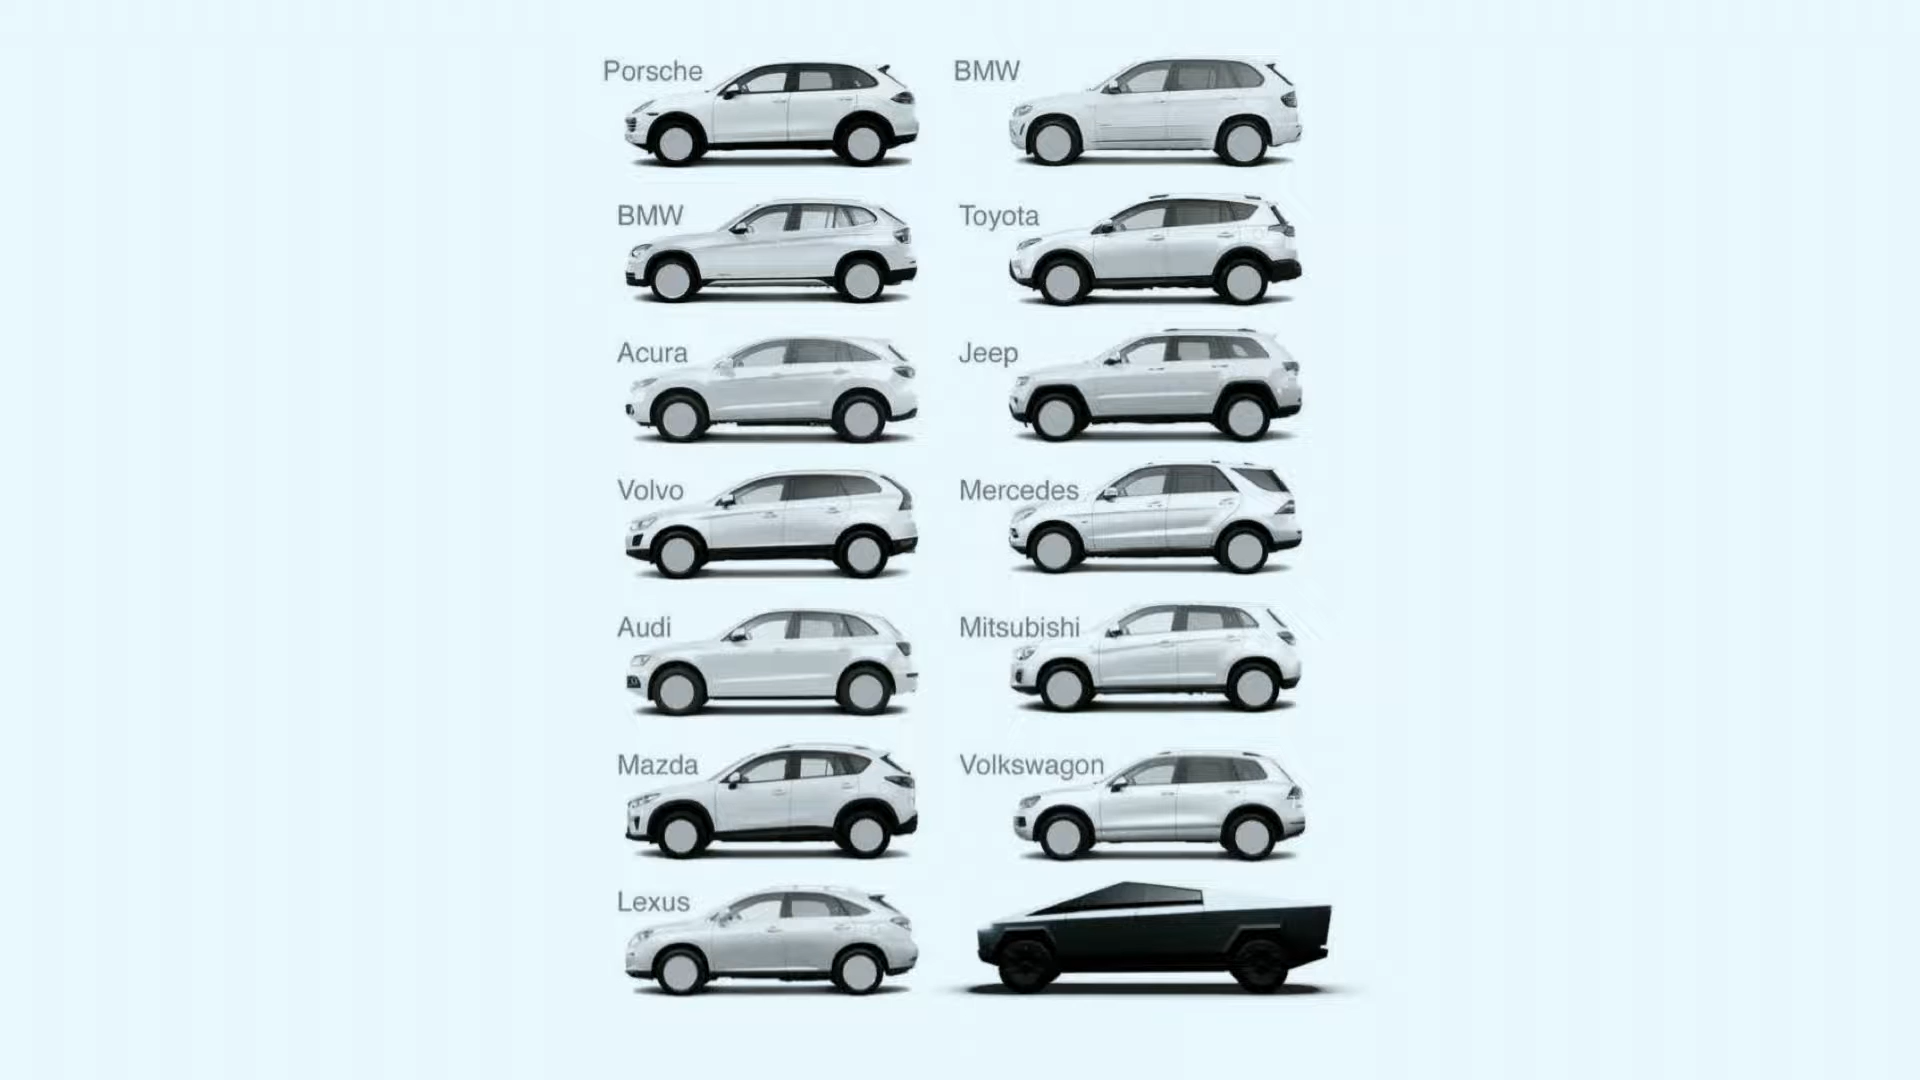 Porsche
BMW
BMW
Toyota
Acura
Jeep
Volvo
Mercedes
Audi
Mitsubishi
Mazda
Volkswagon
Lexus